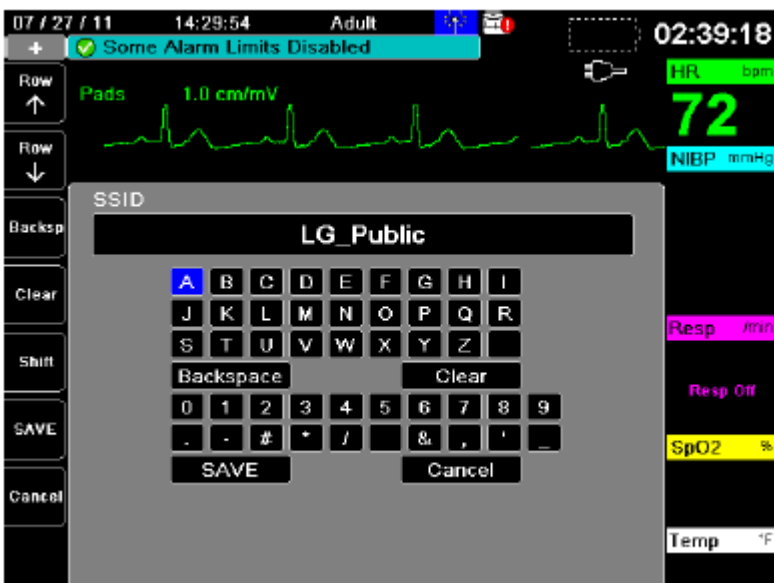 07 / 27 / 11 14:29:54 Adult
02:39:18
+ Some Alarm Limits Disabled
Row ↑
Row ↓
Backsp
Clear
Shift
SAVE
Cancel
Pads 1.0 cm/mV
SSID
LG_Public
A B C D E F G H I
J K L M N O P Q R
S T U V W X Y Z
Backspace Clear
0 1 2 3 4 5 6 7 8 9
. - # * / & , ' _
SAVE Cancel
HR bpm
72
NIBP mmHg
Resp /min
Resp Off
SpO2 %
Temp °F